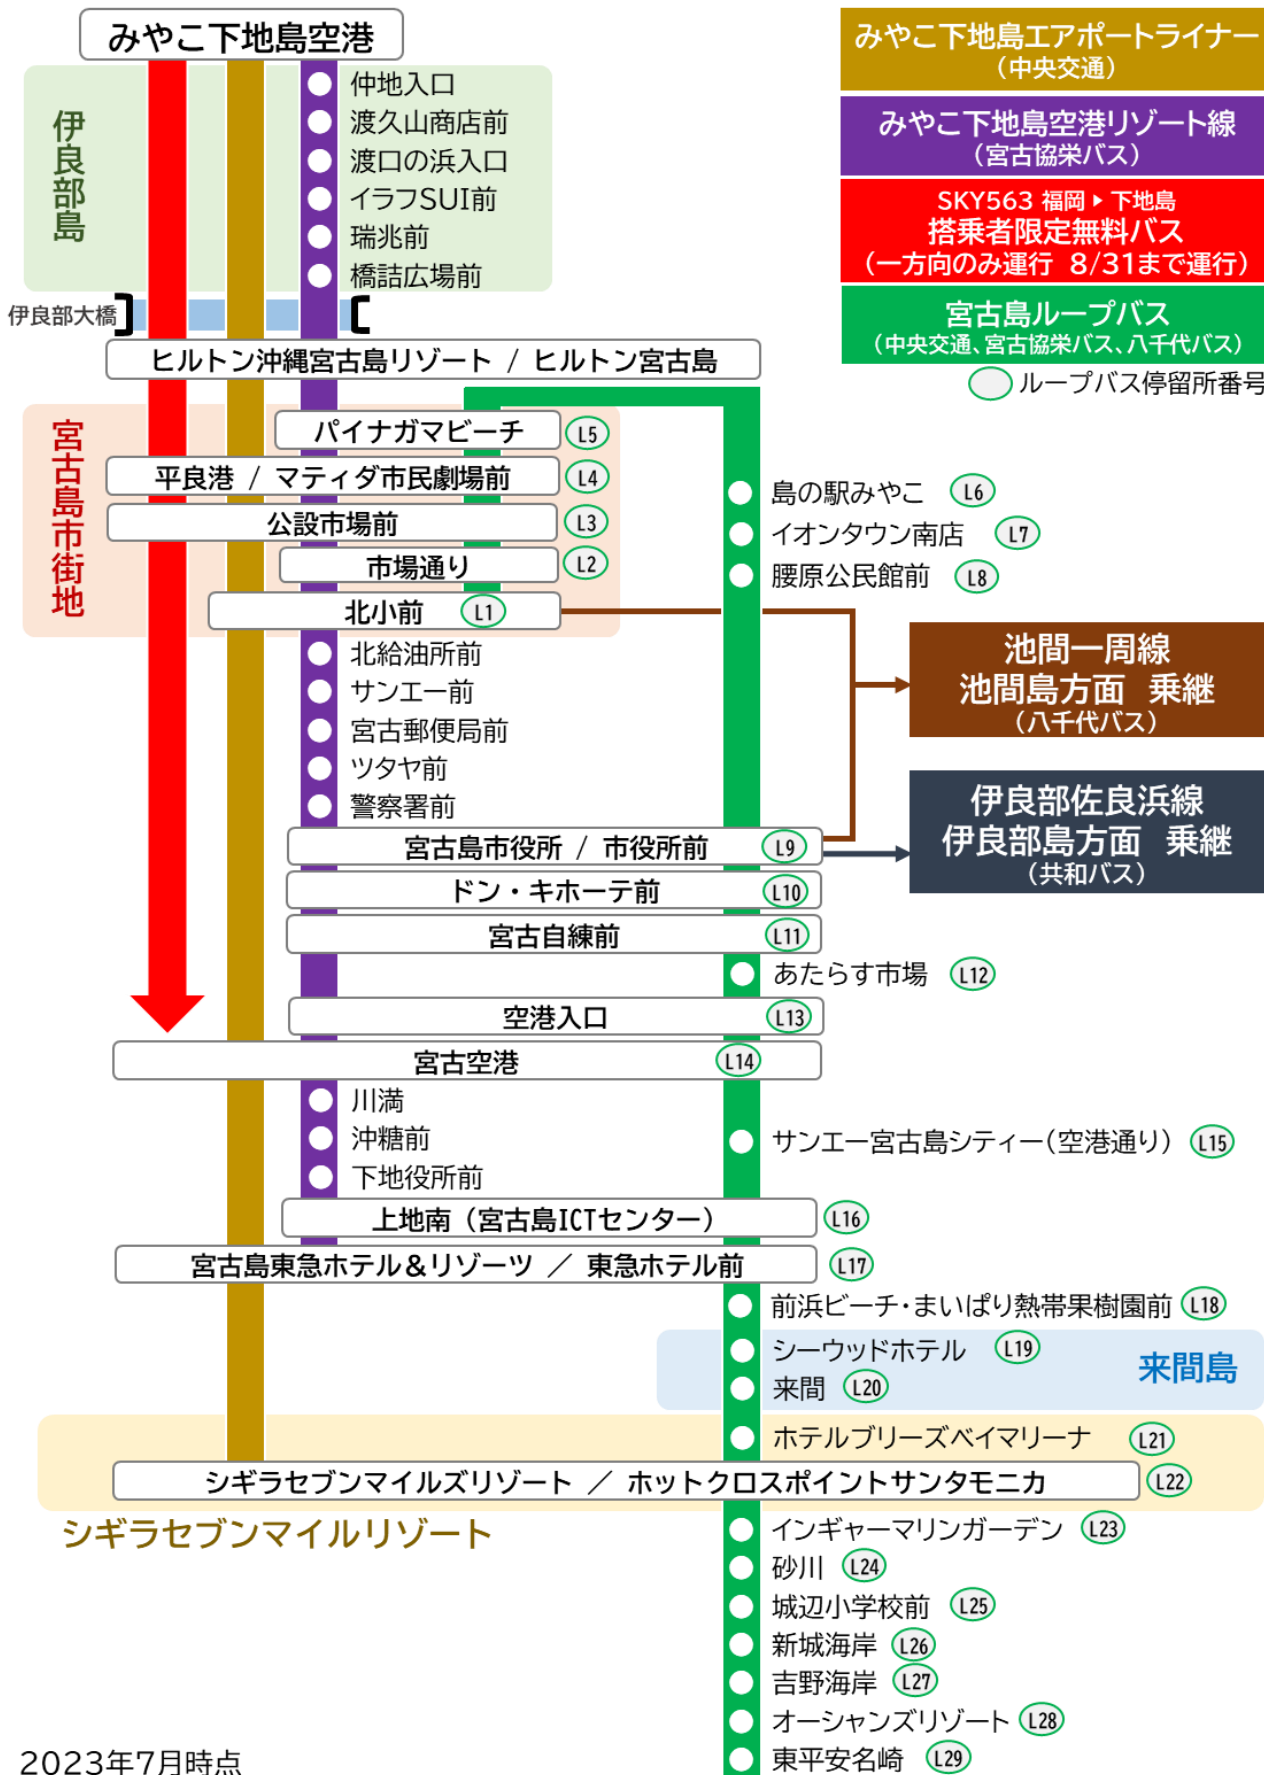 みやこ下地島空港
みやこ下地島エアポートライナー
（中央交通）
みやこ下地島空港リゾート線
（宮古協栄バス）
SKY563 福岡▶下地島
搭乗者限定無料バス
（一方向のみ運行 8/31まで運行）
宮古島ループバス
（中央交通、宮古協栄バス、八千代バス）
ループバス停留所番号
伊良部島
仲地入口
渡久山商店前
渡口の浜入口
イラフSUI前
瑞兆前
橋詰広場前
伊良部大橋
ヒルトン沖縄宮古島リゾート / ヒルトン宮古島
宮古島市街地
パイナガマビーチ L5
平良港 / マティダ市民劇場前 L4
公設市場前 L3
市場通り L2
北小前 L1
島の駅みやこ L6
イオンタウン南店 L7
腰原公民館前 L8
北給油所前
サンエー前
宮古郵便局前
ツタヤ前
警察署前
池間一周線
池間島方面 乗継
（八千代バス）
伊良部佐良浜線
伊良部島方面 乗継
（共和バス）
宮古島市役所 / 市役所前 L9
ドン・キホーテ前 L10
宮古自練前 L11
あたらす市場 L12
空港入口 L13
宮古空港 L14
川満
沖糖前
下地役所前
サンエー宮古島シティー（空港通り） L15
上地南（宮古島ICTセンター） L16
宮古島東急ホテル＆リゾーツ ／ 東急ホテル前 L17
前浜ビーチ・まいぱり熱帯果樹園前 L18
シーウッドホテル L19
来間 L20
来間島
ホテルブリーズベイマリーナ L21
シギラセブンマイルズリゾート ／ ホットクロスポイントサンタモニカ L22
シギラセブンマイルリゾート
インギャーマリンガーデン L23
砂川 L24
城辺小学校前 L25
新城海岸 L26
吉野海岸 L27
オーシャンズリゾート L28
東平安名崎 L29
2023年7月時点